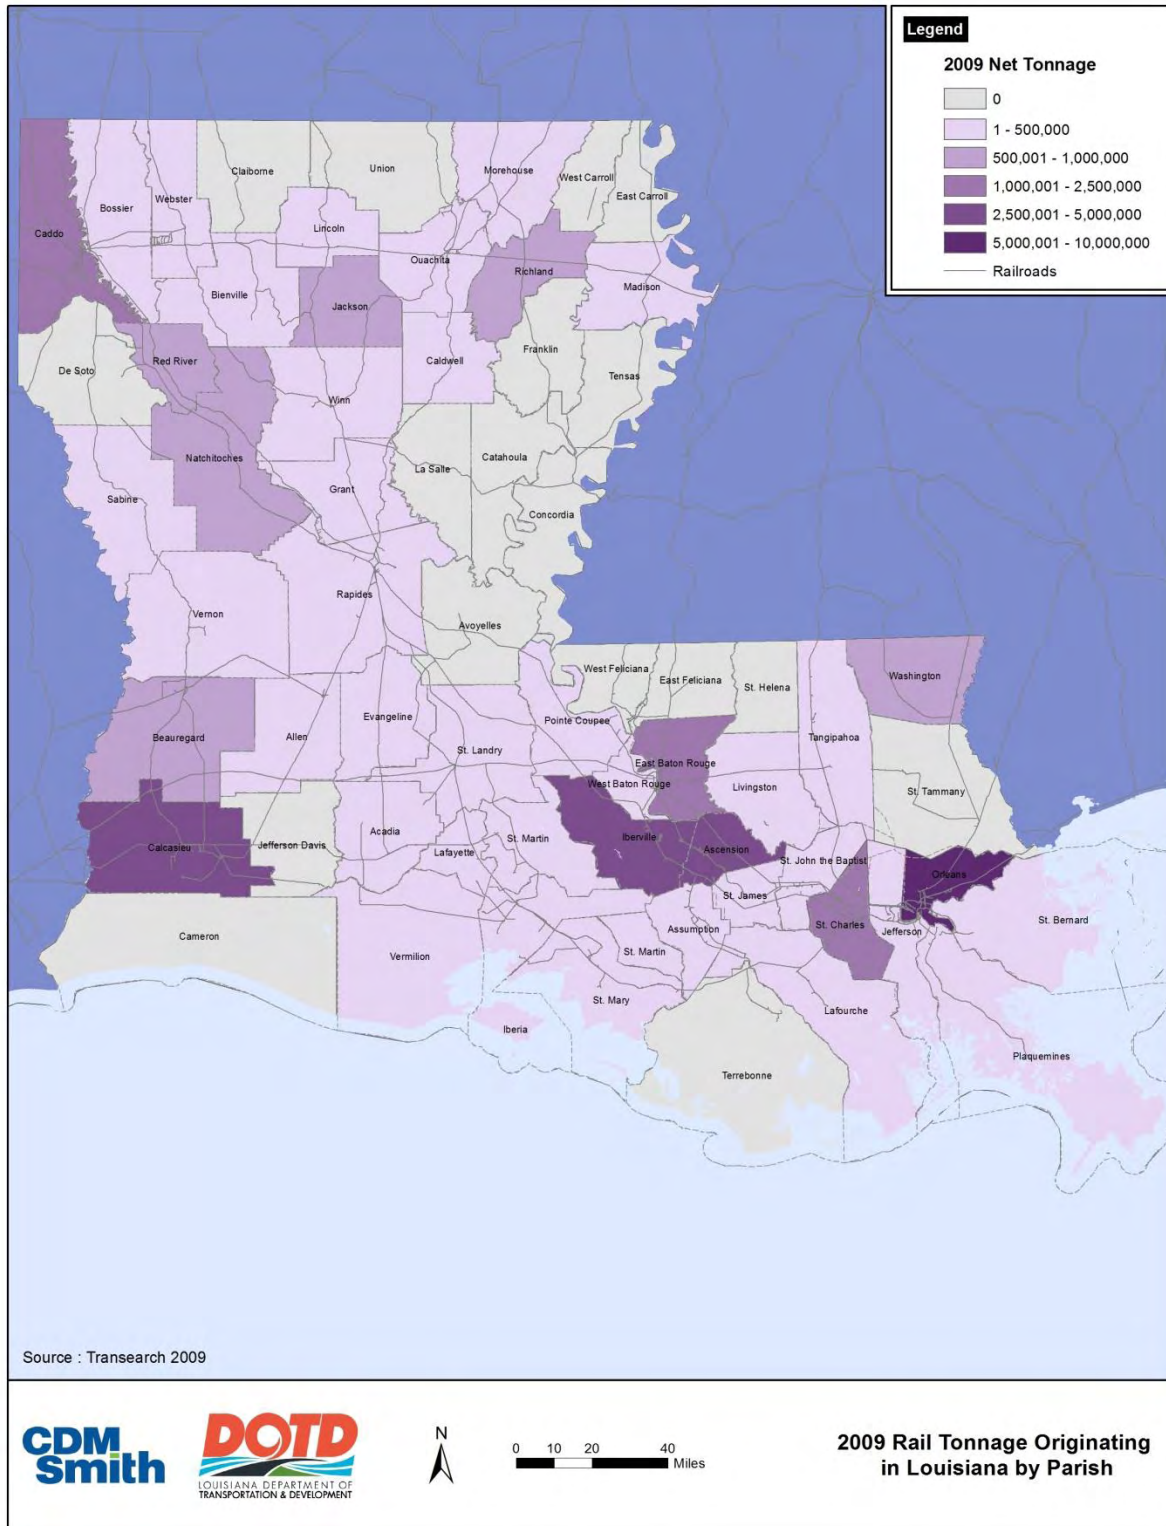 Legend
2009 Net Tonnage
0
1 - 500,000
500,001 - 1,000,000
1,000,001 - 2,500,000
2,500,001 - 5,000,000
5,000,001 - 10,000,000
Railroads
Claiborne
Union
Morehouse
West Carroll
East Carroll
Bossier
Webster
Caddo
Lincoln
Ouachita
Richland
Madison
Bienville
Jackson
De Soto
Red River
Caldwell
Franklin
Tensas
Winn
Natchitoches
La Salle
Catahoula
Sabine
Grant
Concordia
Vernon
Rapides
Avoyelles
West Feliciana
East Feliciana
St. Helena
Washington
Beauregard
Allen
Evangeline
St. Landry
Pointe Coupee
Tangipahoa
East Baton Rouge
West Baton Rouge
Livingston
St. Tammany
Calcasieu
Jefferson Davis
Acadia
Lafayette
St. Martin
Iberville
Ascension
St. John the Baptist
Orleans
St. James
St. Charles
Jefferson
St. Bernard
Cameron
Vermilion
St. Martin
Assumption
St. Mary
Iberia
Lafourche
Terrebonne
Plaquemines
Source : Transearch 2009
CDM
Smith
DOTD
LOUISIANA DEPARTMENT OF
TRANSPORTATION & DEVELOPMENT
N
0 10 20 40
Miles
2009 Rail Tonnage Originating
in Louisiana by Parish